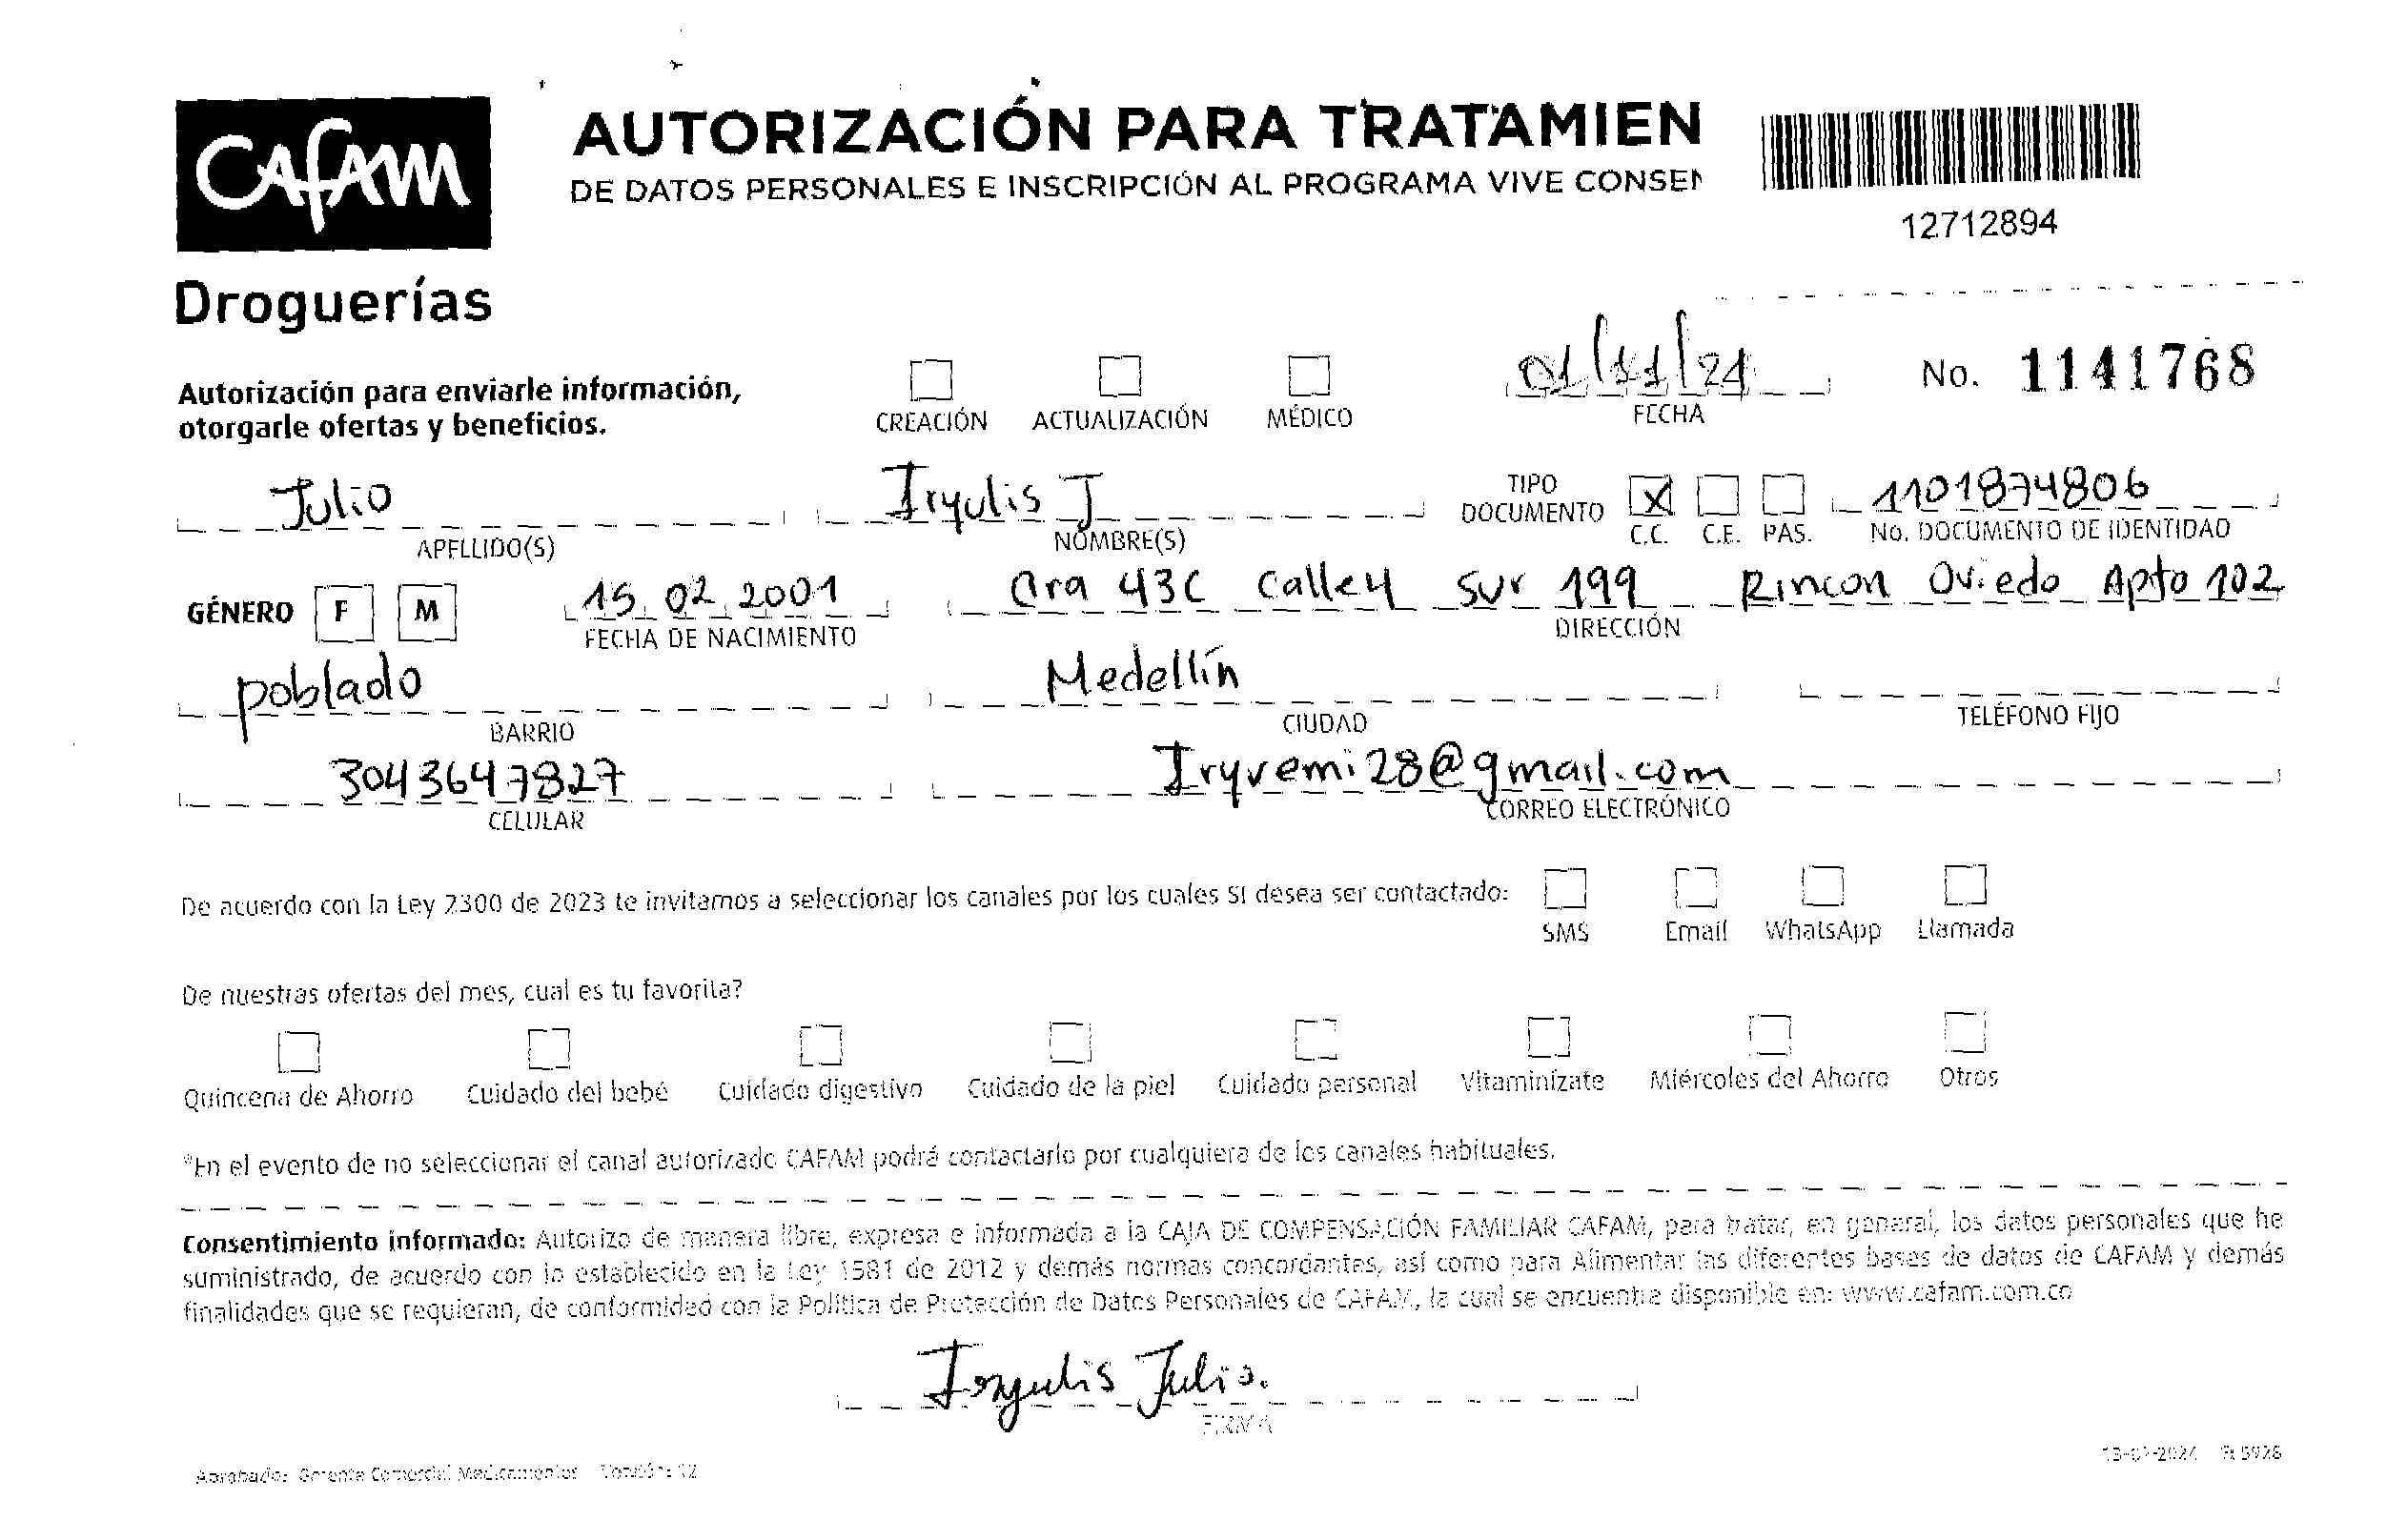 CAFAM
Droguerías
AUTORIZACIÓN PARA TRATAMIEN
DE DATOS PERSONALES E INSCRIPCIÓN AL PROGRAMA VIVE CONSEN
12712894
Autorización para enviarle información,
otorgarle ofertas y beneficios.
CREACIÓN ACTUALIZACIÓN MÉDICO
01/11/24
FECHA
No. 1141768
Julio Iryulis J
APELLIDO(S) NOMBRE(S)
TIPO DOCUMENTO X C.C. C.E. PAS.
1101874806
No. DOCUMENTO DE IDENTIDAD
GÉNERO F M 15 02 2001 Cra 43C Calle 4 Sur 199 Rincon Oviedo Apto 102
FECHA DE NACIMIENTO DIRECCIÓN
poblado Medellín
BARRIO CIUDAD TELÉFONO FIJO
3043647827 Iryvemi28@gmail.com
CELULAR CORREO ELECTRÓNICO
De acuerdo con la Ley 2300 de 2023 te invitamos a seleccionar los canales por los cuales SI desea ser contactado:
SMS Email WhatsApp Llamada
De nuestras ofertas del mes, cual es tu favorita?
Quincena de Ahorro Cuidado del bebé Cuidado digestivo Cuidado de la piel Cuidado personal Vitaminízate Miércoles del Ahorro Otros
*En el evento de no seleccionar el canal autorizado CAFAM podrá contactarlo por cualquiera de los canales habituales.
Consentimiento informado: Autorizo de manera libre, expresa e informada a la CAJA DE COMPENSACIÓN FAMILIAR CAFAM, para tratar, en general, los datos personales que he
suministrado, de acuerdo con lo establecido en la Ley 1581 de 2012 y demás normas concordantes, así como para Alimentar las diferentes bases de datos de CAFAM y demás
finalidades que se requieran, de conformidad con la Política de Protección de Datos Personales de CAFAM, la cual se encuentra disponible en: www.cafam.com.co
Iryulis Julio.
FIRMA
Aprobado: Gerente Comercial Medicamentos Versión: 12